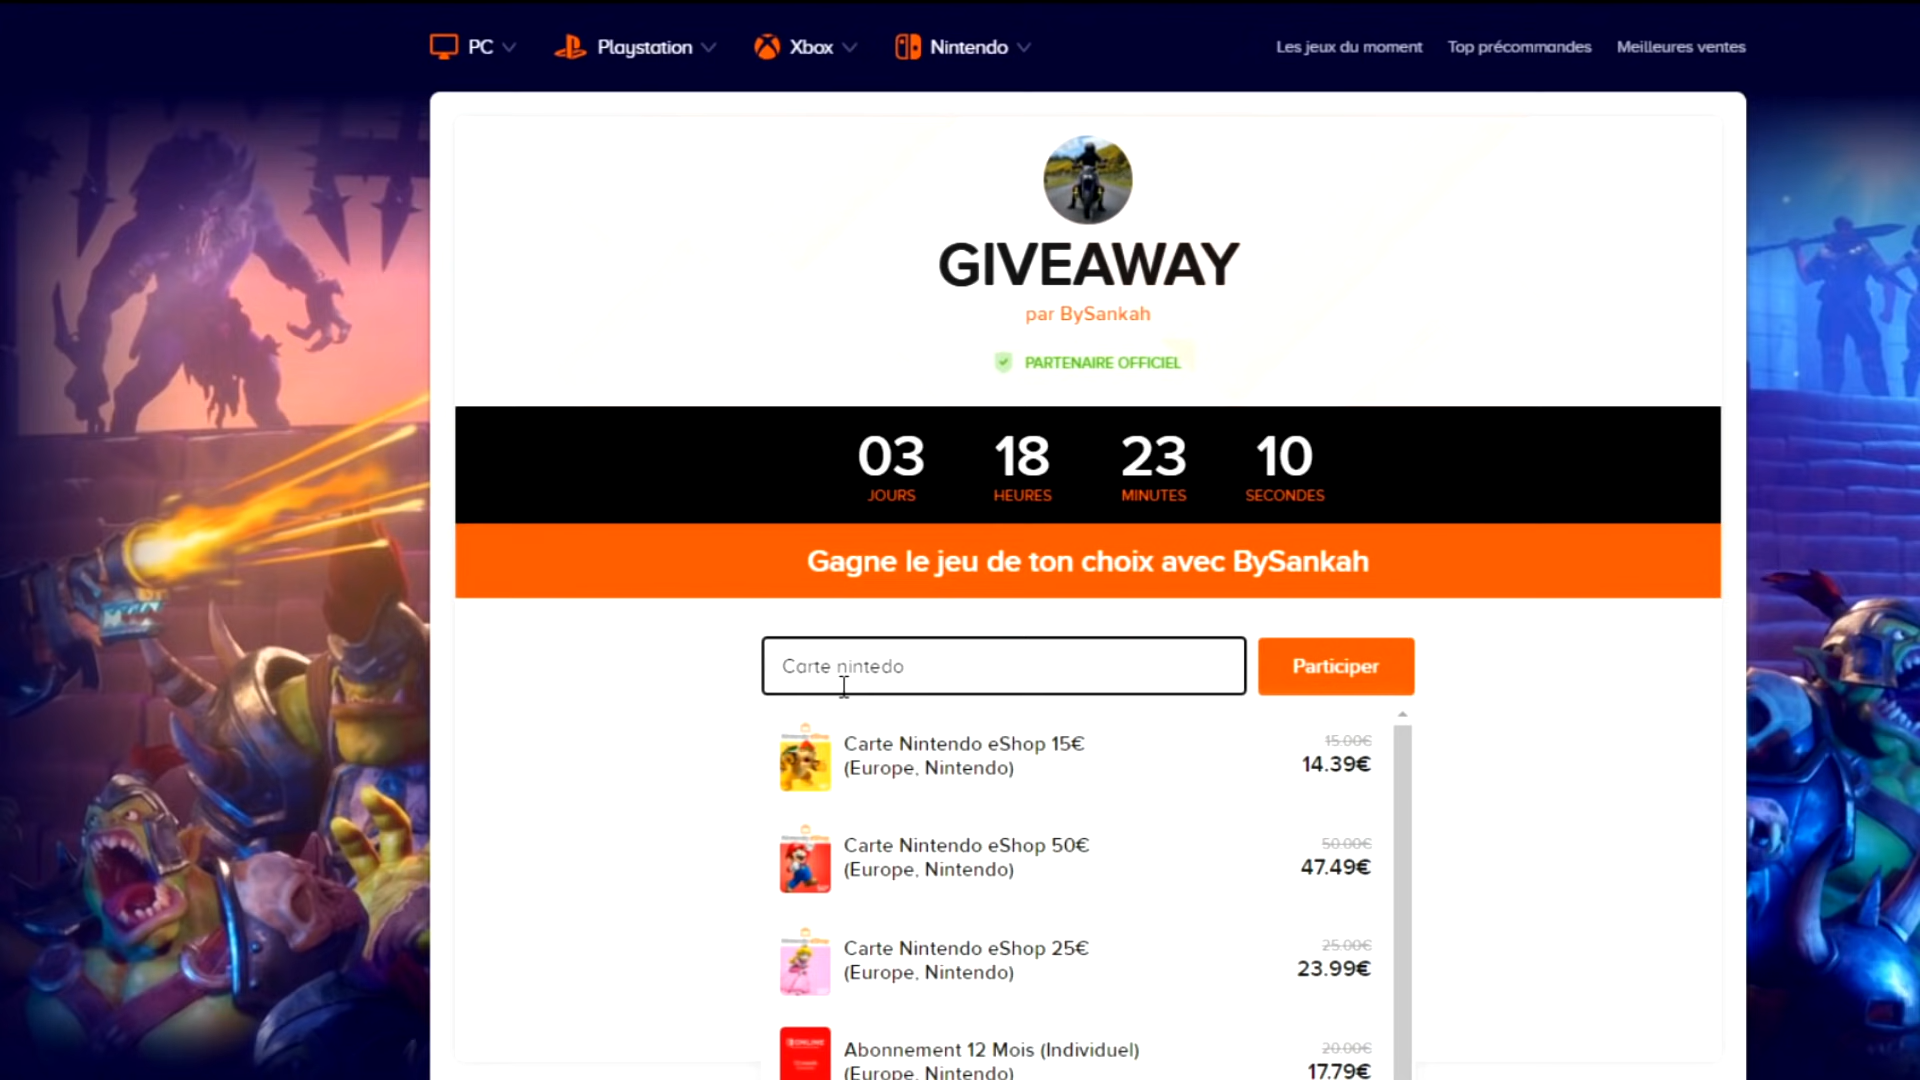 PC
Playstation
Xbox
Nintendo
Les jeux du moment
Top précommandes
Meilleures ventes
GIVEAWAY
par BySankah
PARTENAIRE OFFICIEL
03 18 23 10
JOURS HEURES MINUTES SECONDES
Gagne le jeu de ton choix avec BySankah
Carte nintedo
Participer
Carte Nintendo eShop 15€
(Europe, Nintendo)
15.00€
14.39€
Carte Nintendo eShop 50€
(Europe, Nintendo)
50.00€
47.49€
Carte Nintendo eShop 25€
(Europe, Nintendo)
25.00€
23.99€
Abonnement 12 Mois (Individuel)
(Europe, Nintendo)
20.00€
17.79€